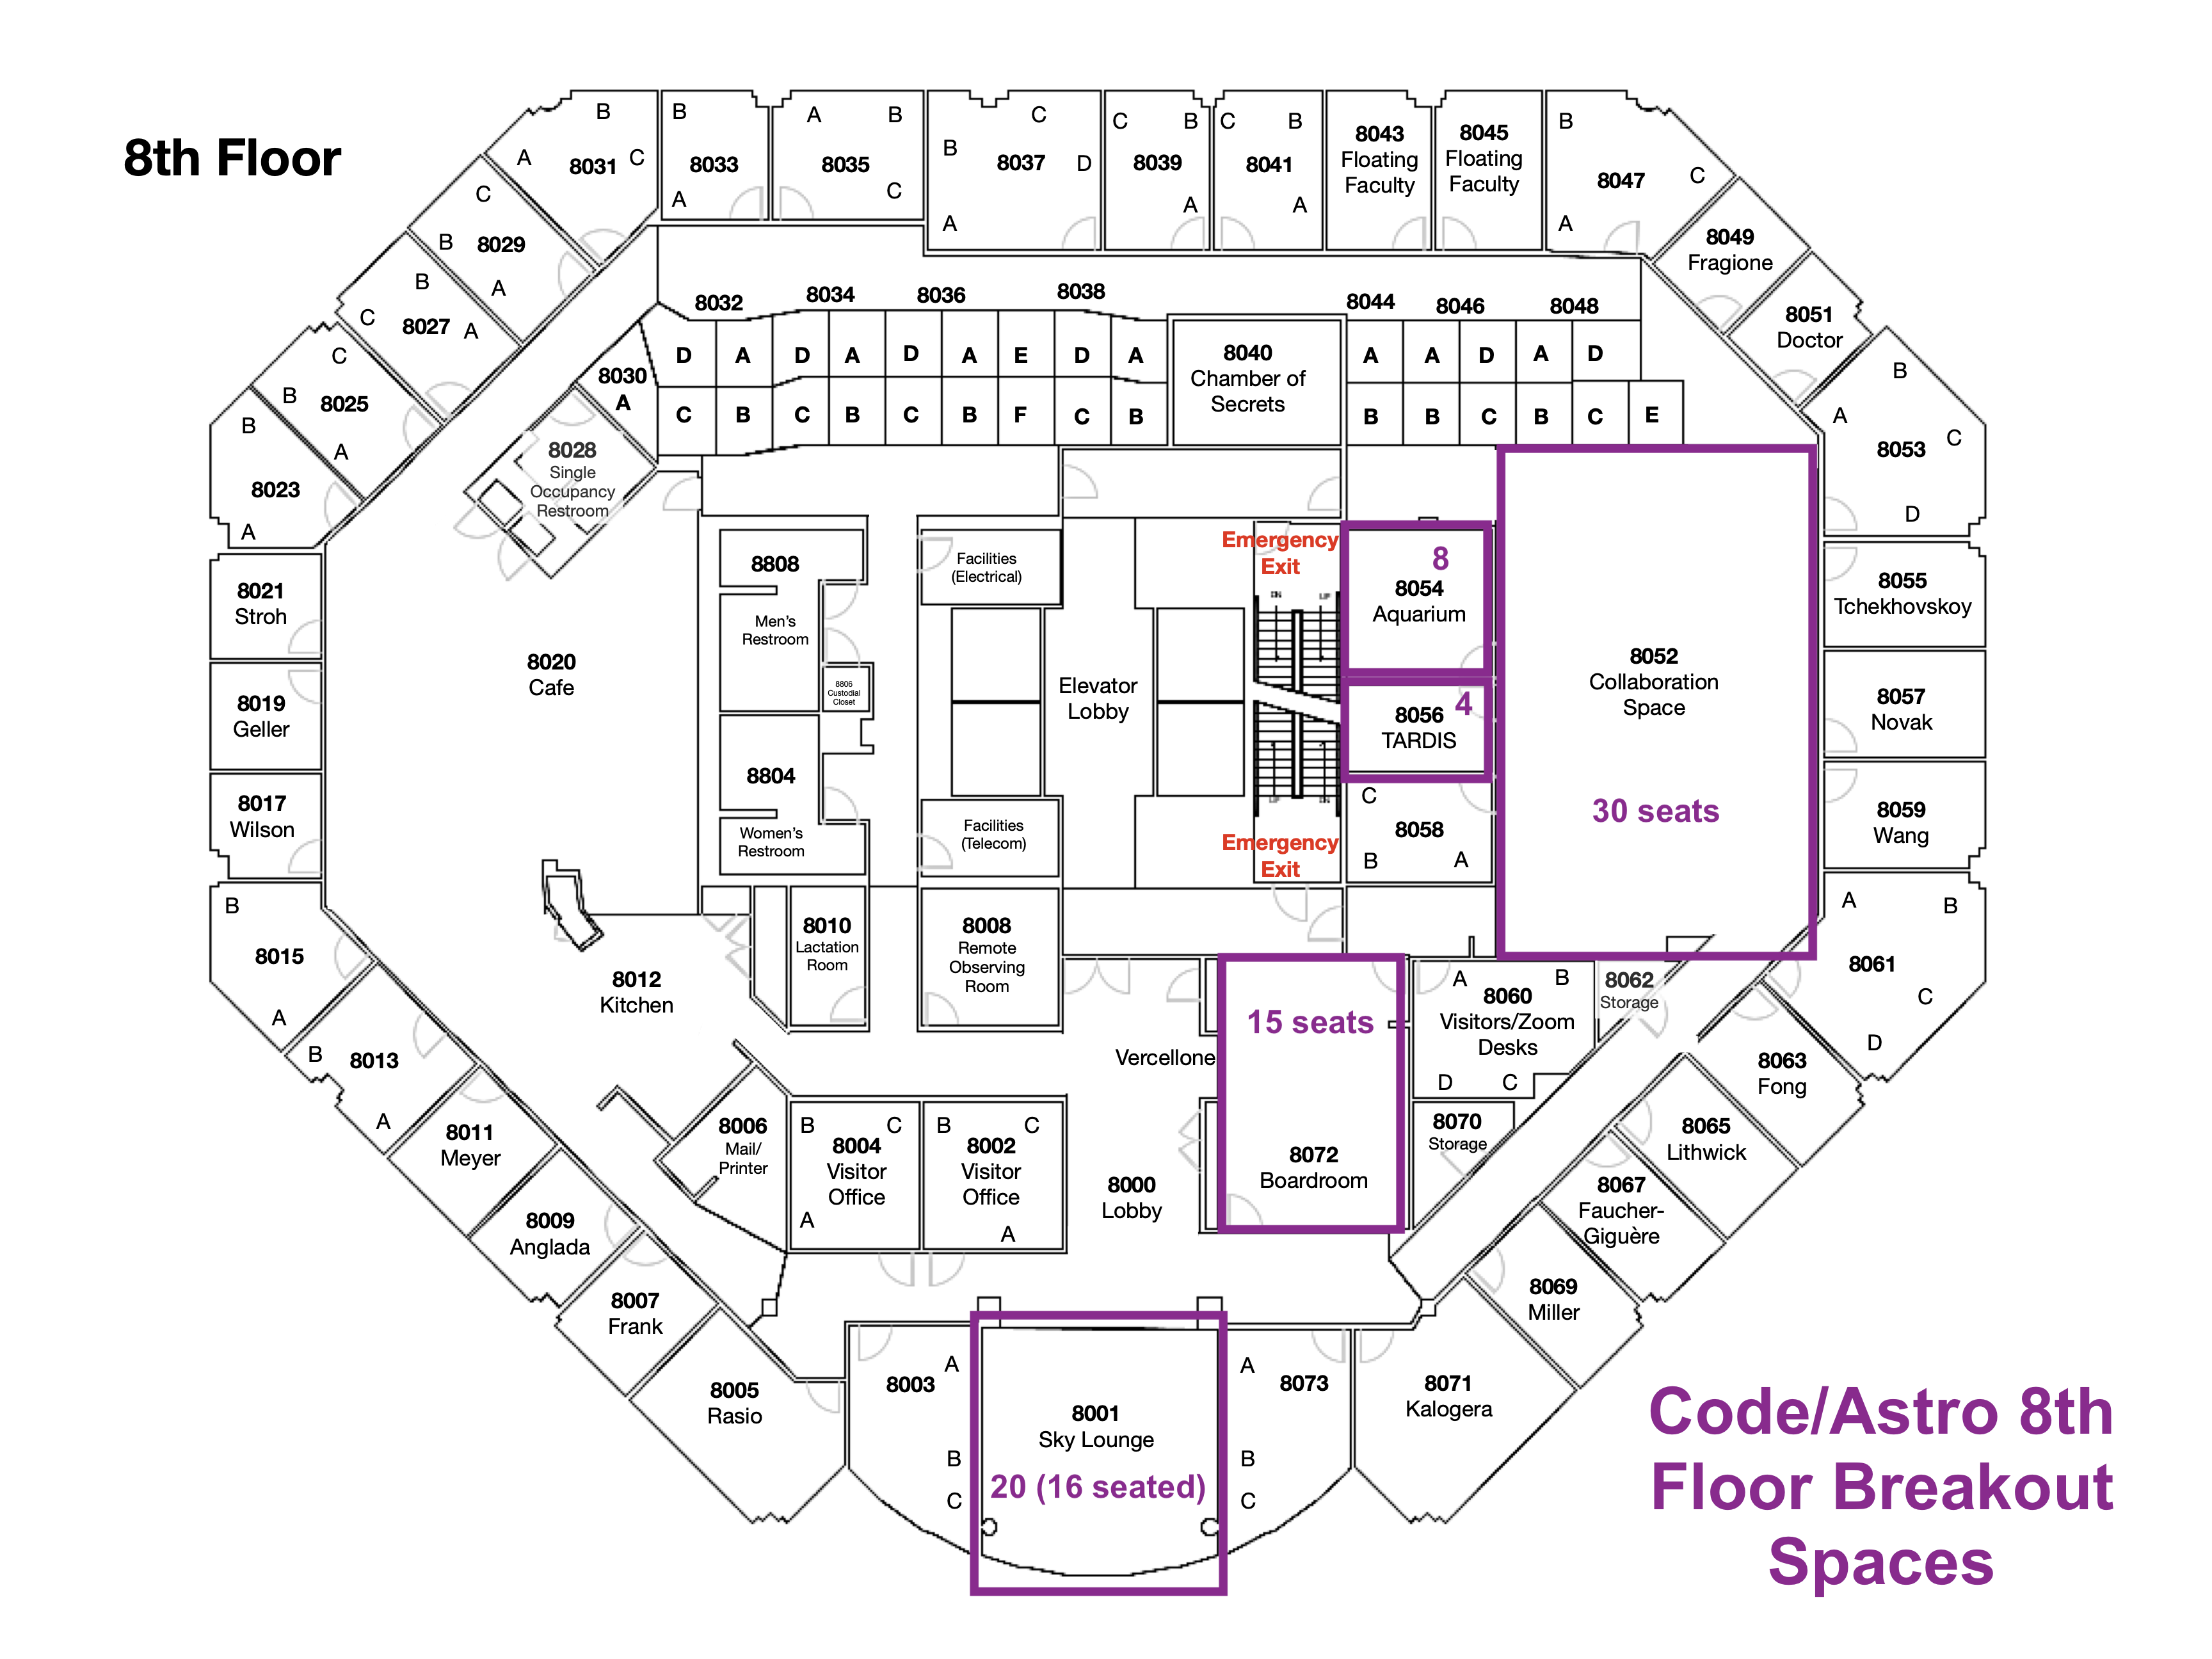 8th Floor
B
A
8031
C
C
B
8029
A
B
C
8027
A
C
B
8025
A
B
8023
A
B
8033
A
A
B
8035
C
C
B
8037
D
A
C
B
8039
A
C
B
8041
A
8043
Floating
Faculty
8045
Floating
Faculty
B
8047
C
A
8049
Fragione
8051
Doctor
B
A
C
8053
D
8032
8034
8036
8038
8044
8046
8048
D
A
D
A
D
A
E
D
A
8040
Chamber of
Secrets
A
A
D
A
D
8030
A
C
B
C
B
C
B
F
C
B
B
B
C
B
C
E
8028
Single
Occupancy
Restroom
8021
Stroh
8019
Geller
8017
Wilson
8020
Cafe
8808
Men's
Restroom
8806
Custodial
Closet
8804
Women's
Restroom
Facilities
(Electrical)
Elevator
Lobby
Facilities
(Telecom)
Emergency
Exit
DN
UP
UP
DN
Emergency
Exit
8
8054
Aquarium
4
8056
TARDIS
C
8058
B
A
8052
Collaboration
Space
30 seats
8055
Tchekhovskoy
8057
Novak
8059
Wang
A
B
8061
C
D
B
8015
A
B
8013
A
8012
Kitchen
8010
Lactation
Room
8008
Remote
Observing
Room
Vercellone
15 seats
8072
Boardroom
A
B
8060
Visitors/Zoom
Desks
D
C
8062
Storage
8070
Storage
8063
Fong
8065
Lithwick
8067
Faucher-
Giguère
8069
Miller
8011
Meyer
8009
Anglada
8007
Frank
8005
Rasio
8006
Mail/
Printer
B
C
8004
Visitor
Office
A
B
C
8002
Visitor
Office
A
8000
Lobby
A
8003
B
C
8001
Sky Lounge
20 (16 seated)
A
8073
B
C
8071
Kalogera
Code/Astro 8th
Floor Breakout
Spaces